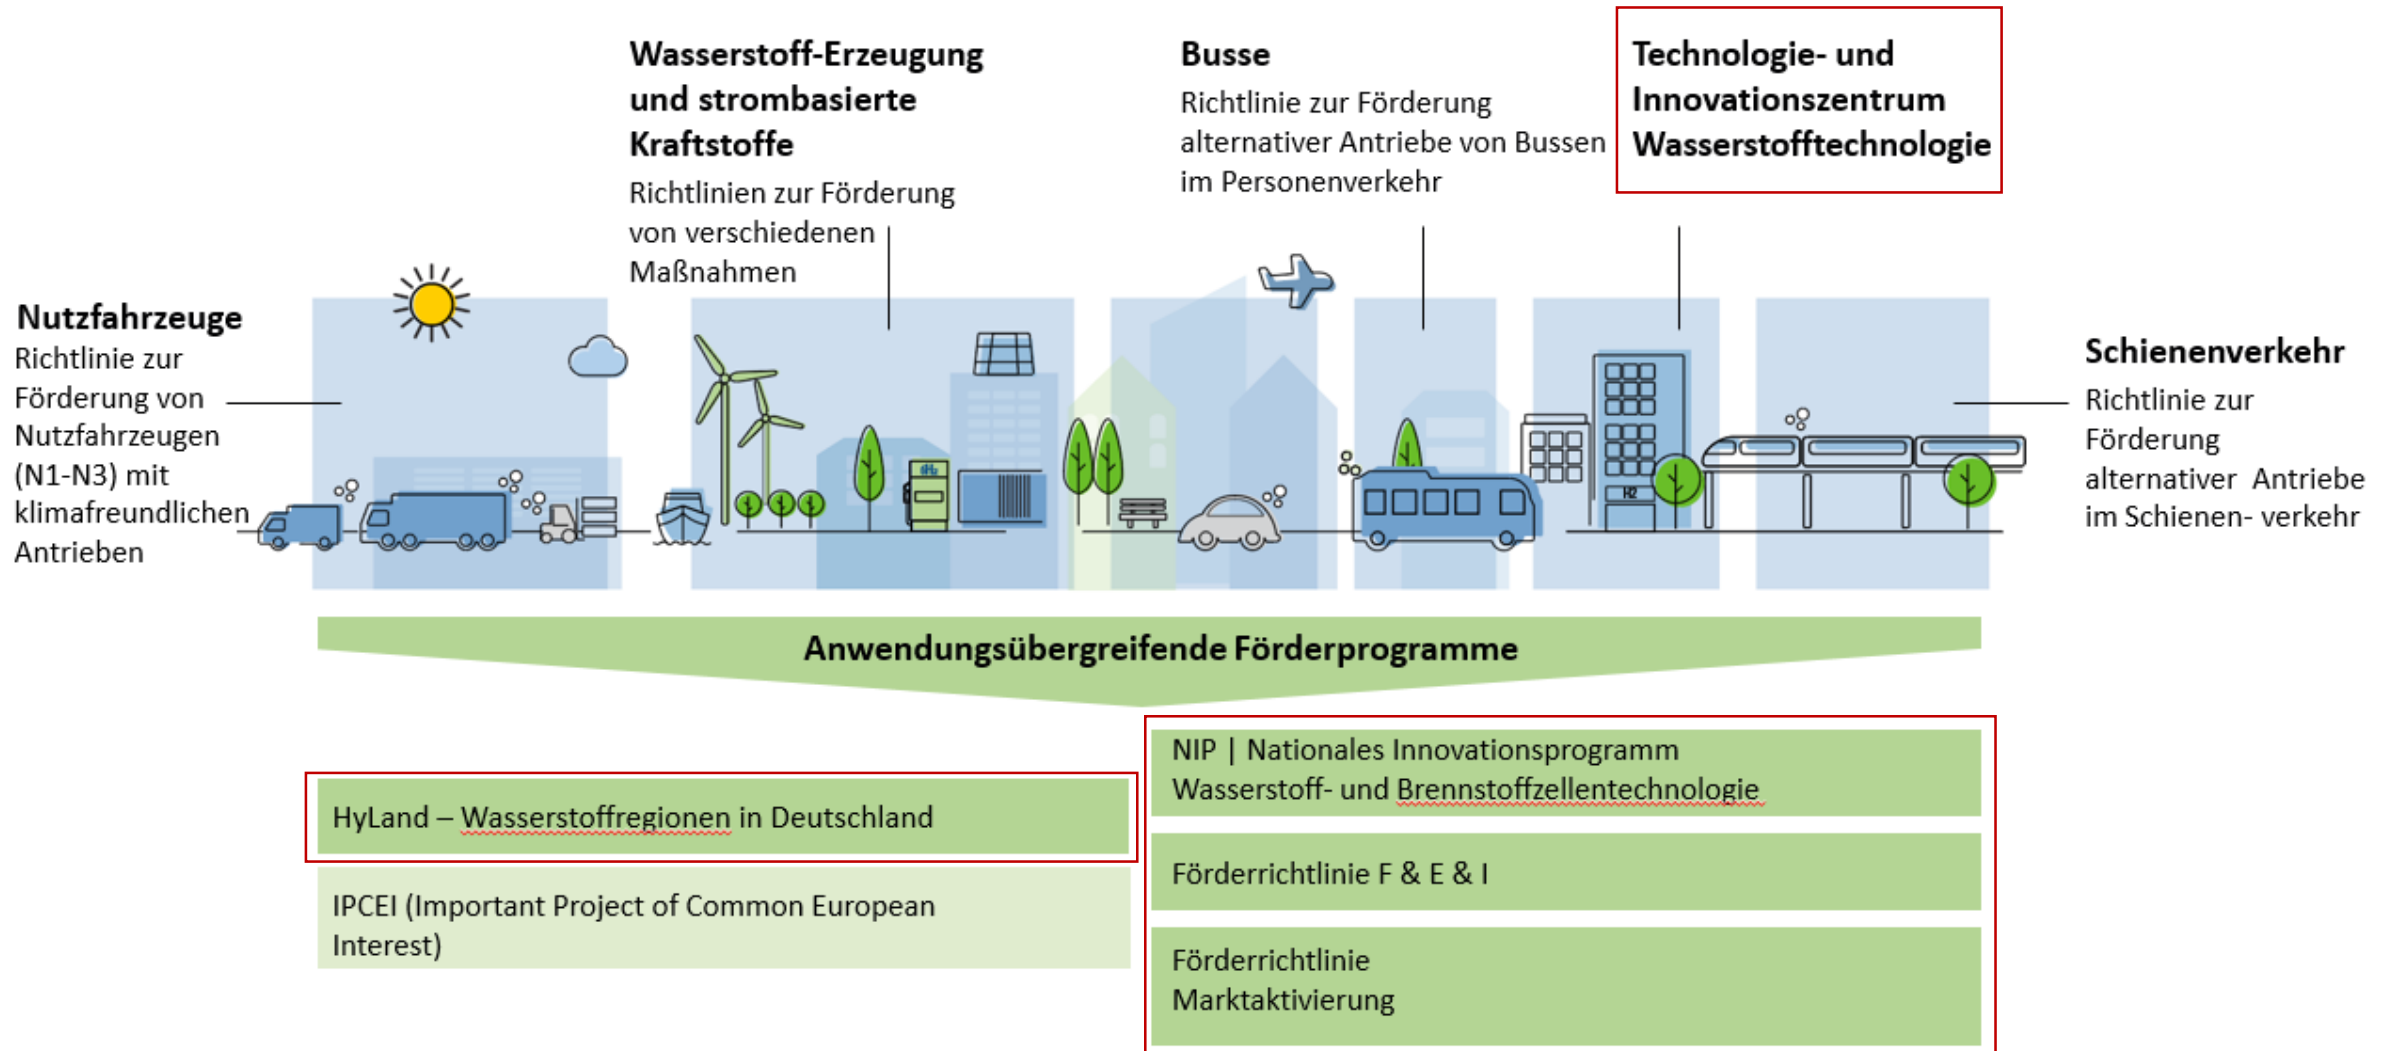 Nutzfahrzeuge
Richtlinie zur
Förderung von
Nutzfahrzeugen
(N1-N3) mit
klimafreundlichen
Antrieben
Wasserstoff-Erzeugung
und strombasierte
Kraftstoffe
Richtlinien zur Förderung
von verschiedenen
Maßnahmen
Busse
Richtlinie zur Förderung
alternativer Antriebe von Bussen
im Personenverkehr
Technologie- und
Innovationszentrum
Wasserstofftechnologie
Schienenverkehr
Richtlinie zur
Förderung
alternativer Antriebe
im Schienen- verkehr
H2
H2
Anwendungsübergreifende Förderprogramme
HyLand – Wasserstoffregionen in Deutschland
IPCEI (Important Project of Common European
Interest)
NIP | Nationales Innovationsprogramm
Wasserstoff- und Brennstoffzellentechnologie
Förderrichtlinie F & E & I
Förderrichtlinie
Marktaktivierung